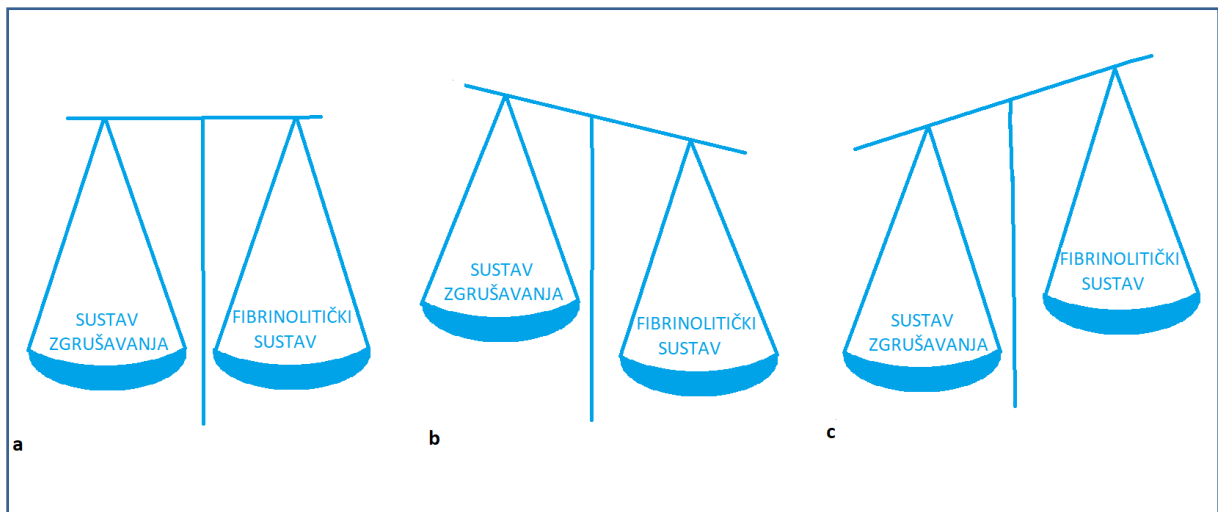 SUSTAV
ZGRUŠAVANJA
FIBRINOLITIČKI
SUSTAV
a
SUSTAV
ZGRUŠAVANJA
FIBRINOLITIČKI
SUSTAV
b
SUSTAV
ZGRUŠAVANJA
FIBRINOLITIČKI
SUSTAV
c